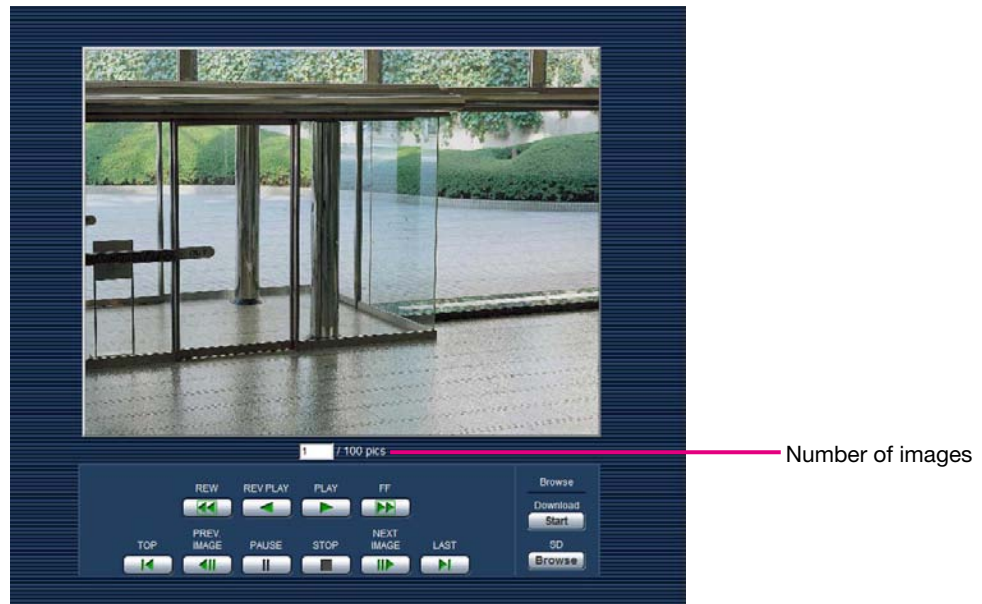 1 / 100 pics
Number of images
REW REV PLAY PLAY FF
TOP PREV. IMAGE PAUSE STOP NEXT IMAGE LAST
Browse
Download
Start
SD
Browse